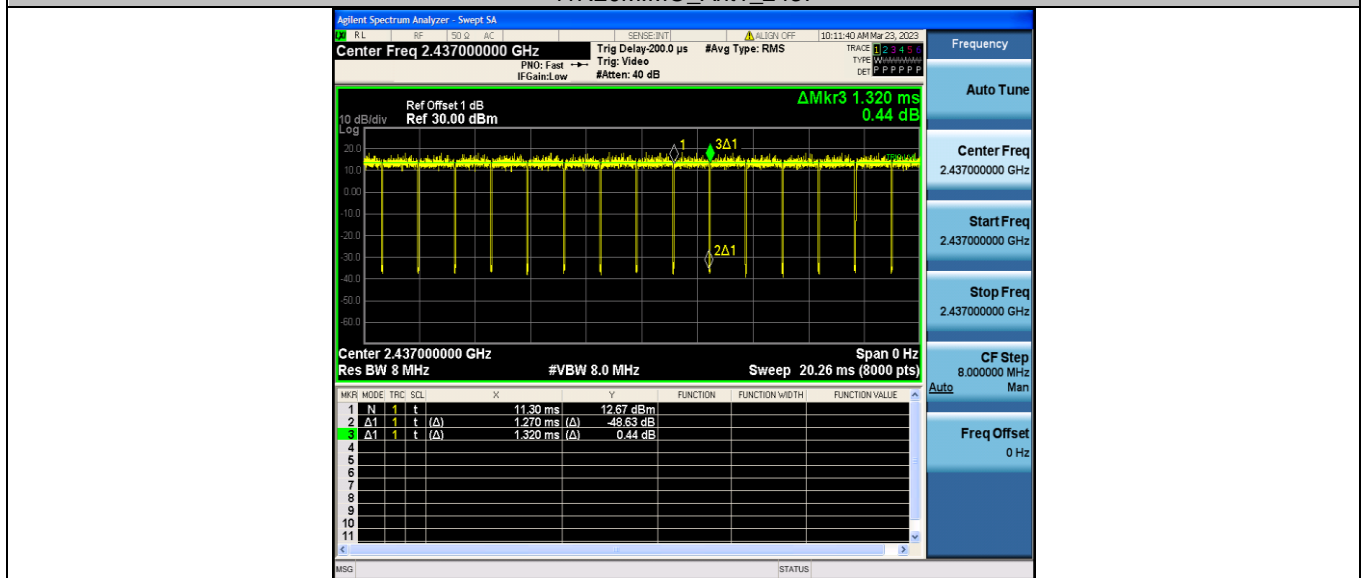 Agilent Spectrum Analyzer - Swept SA
RL RF 50 Ω AC SENSE:INT ALIGN OFF 10:11:40 AM Mar 23, 2023
Center Freq 2.437000000 GHz
PNO: Fast
IFGain:Low
Trig Delay-200.0 µs
Trig: Video
#Atten: 40 dB
#Avg Type: RMS
TRACE 1 2 3 4 5 6
TYPE
DET P P P P P P
ΔMkr3 1.320 ms
0.44 dB
Ref Offset 1 dB
10 dB/div Ref 30.00 dBm
Log
20.0
10.0
0.00
-10.0
-20.0
-30.0
-40.0
-50.0
-60.0
1
3Δ1
2Δ1
Center 2.437000000 GHz Span 0 Hz
Res BW 8 MHz #VBW 8.0 MHz Sweep 20.26 ms (8000 pts)
MKR MODE TRC SCL X Y FUNCTION FUNCTION WIDTH FUNCTION VALUE
1 N 1 t 11.30 ms 12.67 dBm
2 Δ1 1 t (Δ) 1.270 ms (Δ) -48.63 dB
3 Δ1 1 t (Δ) 1.320 ms (Δ) 0.44 dB
4
5
6
7
8
9
10
11
MSG STATUS
Frequency
Auto Tune
Center Freq
2.437000000 GHz
Start Freq
2.437000000 GHz
Stop Freq
2.437000000 GHz
CF Step
8.000000 MHz
Auto Man
Freq Offset
0 Hz